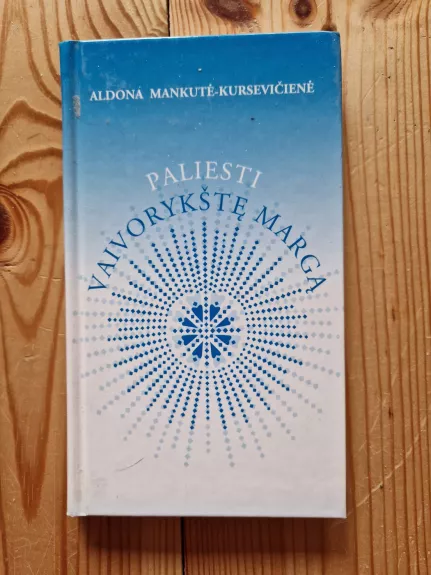 ALDONA MANKUTĖ-KURSEVIČIENĖ
PALIESTI
VAIVORYKŠTĘ MARGĄ